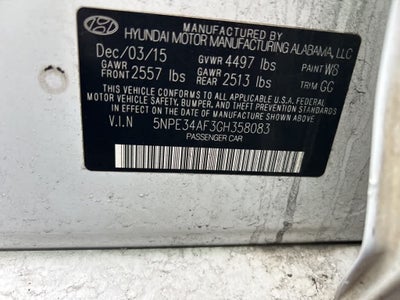 MANUFACTURED BY
HYUNDAI MOTOR MANUFACTURING ALABAMA, LLC
Dec/03/15 GVWR 4497 lbs PAINT W8
GAWR FRONT 2557 lbs GAWR REAR 2513 lbs TRIM GG
THIS VEHICLE CONFORMS TO ALL APPLICABLE U.S.A FEDERAL
MOTOR VEHICLE SAFETY, BUMPER, AND THEFT PREVENTION
STANDARDS IN EFFECT ON THE DATE OF MANUFACTURE SHOWN ABOVE.
V.I.N 5NPE34AF3GH358083
PASSENGER CAR